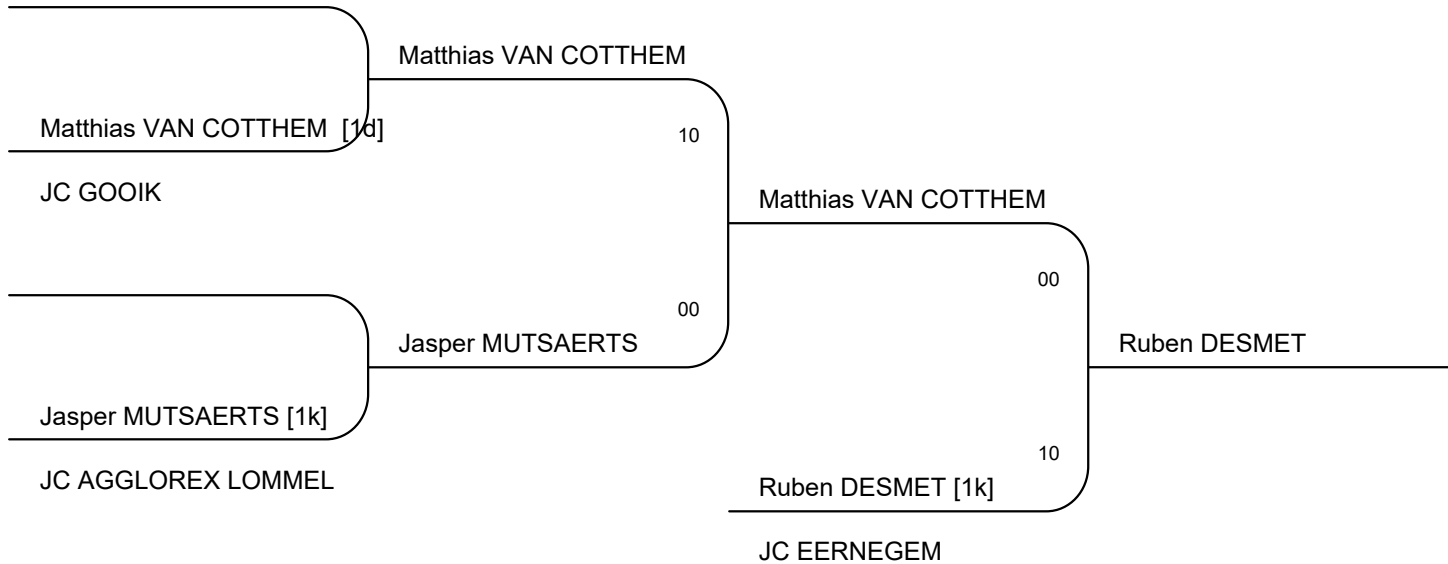 Matthias VAN COTTHEM
Matthias VAN COTTHEM [1d]
10
JC GOOIK
Matthias VAN COTTHEM
00
00
Jasper MUTSAERTS
Ruben DESMET
Jasper MUTSAERTS [1k]
10
JC AGGLOREX LOMMEL
Ruben DESMET [1k]
JC EERNEGEM